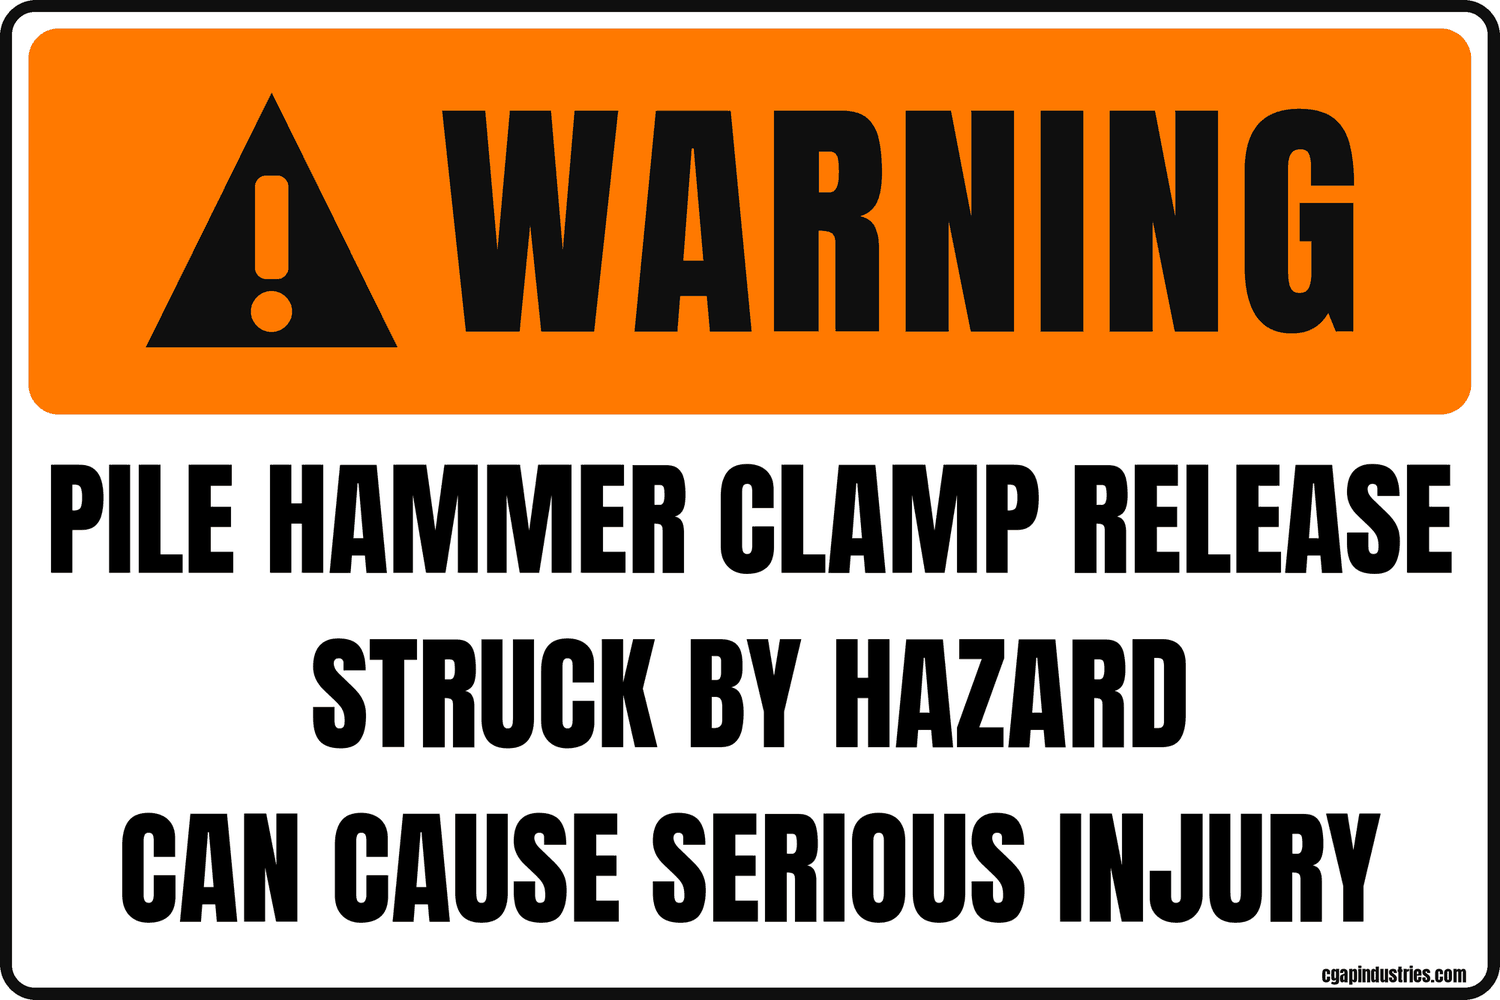 WARNING
PILE HAMMER CLAMP RELEASE
STRUCK BY HAZARD
CAN CAUSE SERIOUS INJURY
cgapindustries.com